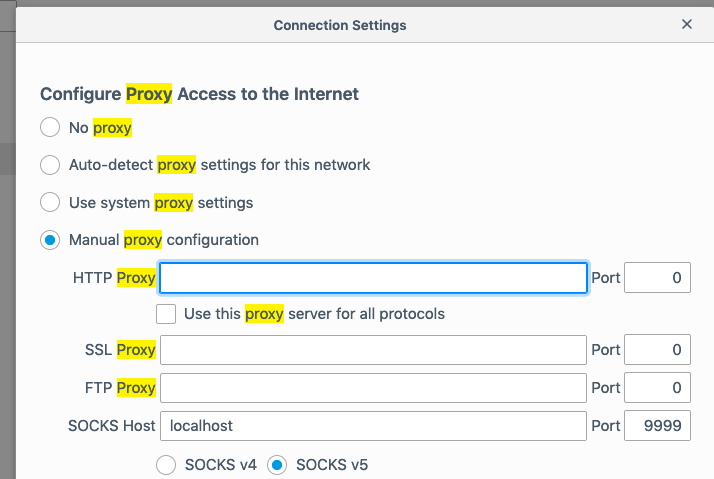 Connection Settings
Configure Proxy Access to the Internet
No proxy
Auto-detect proxy settings for this network
Use system proxy settings
Manual proxy configuration
HTTP Proxy Port 0
Use this proxy server for all protocols
SSL Proxy Port 0
FTP Proxy Port 0
SOCKS Host localhost Port 9999
SOCKS v4 SOCKS v5